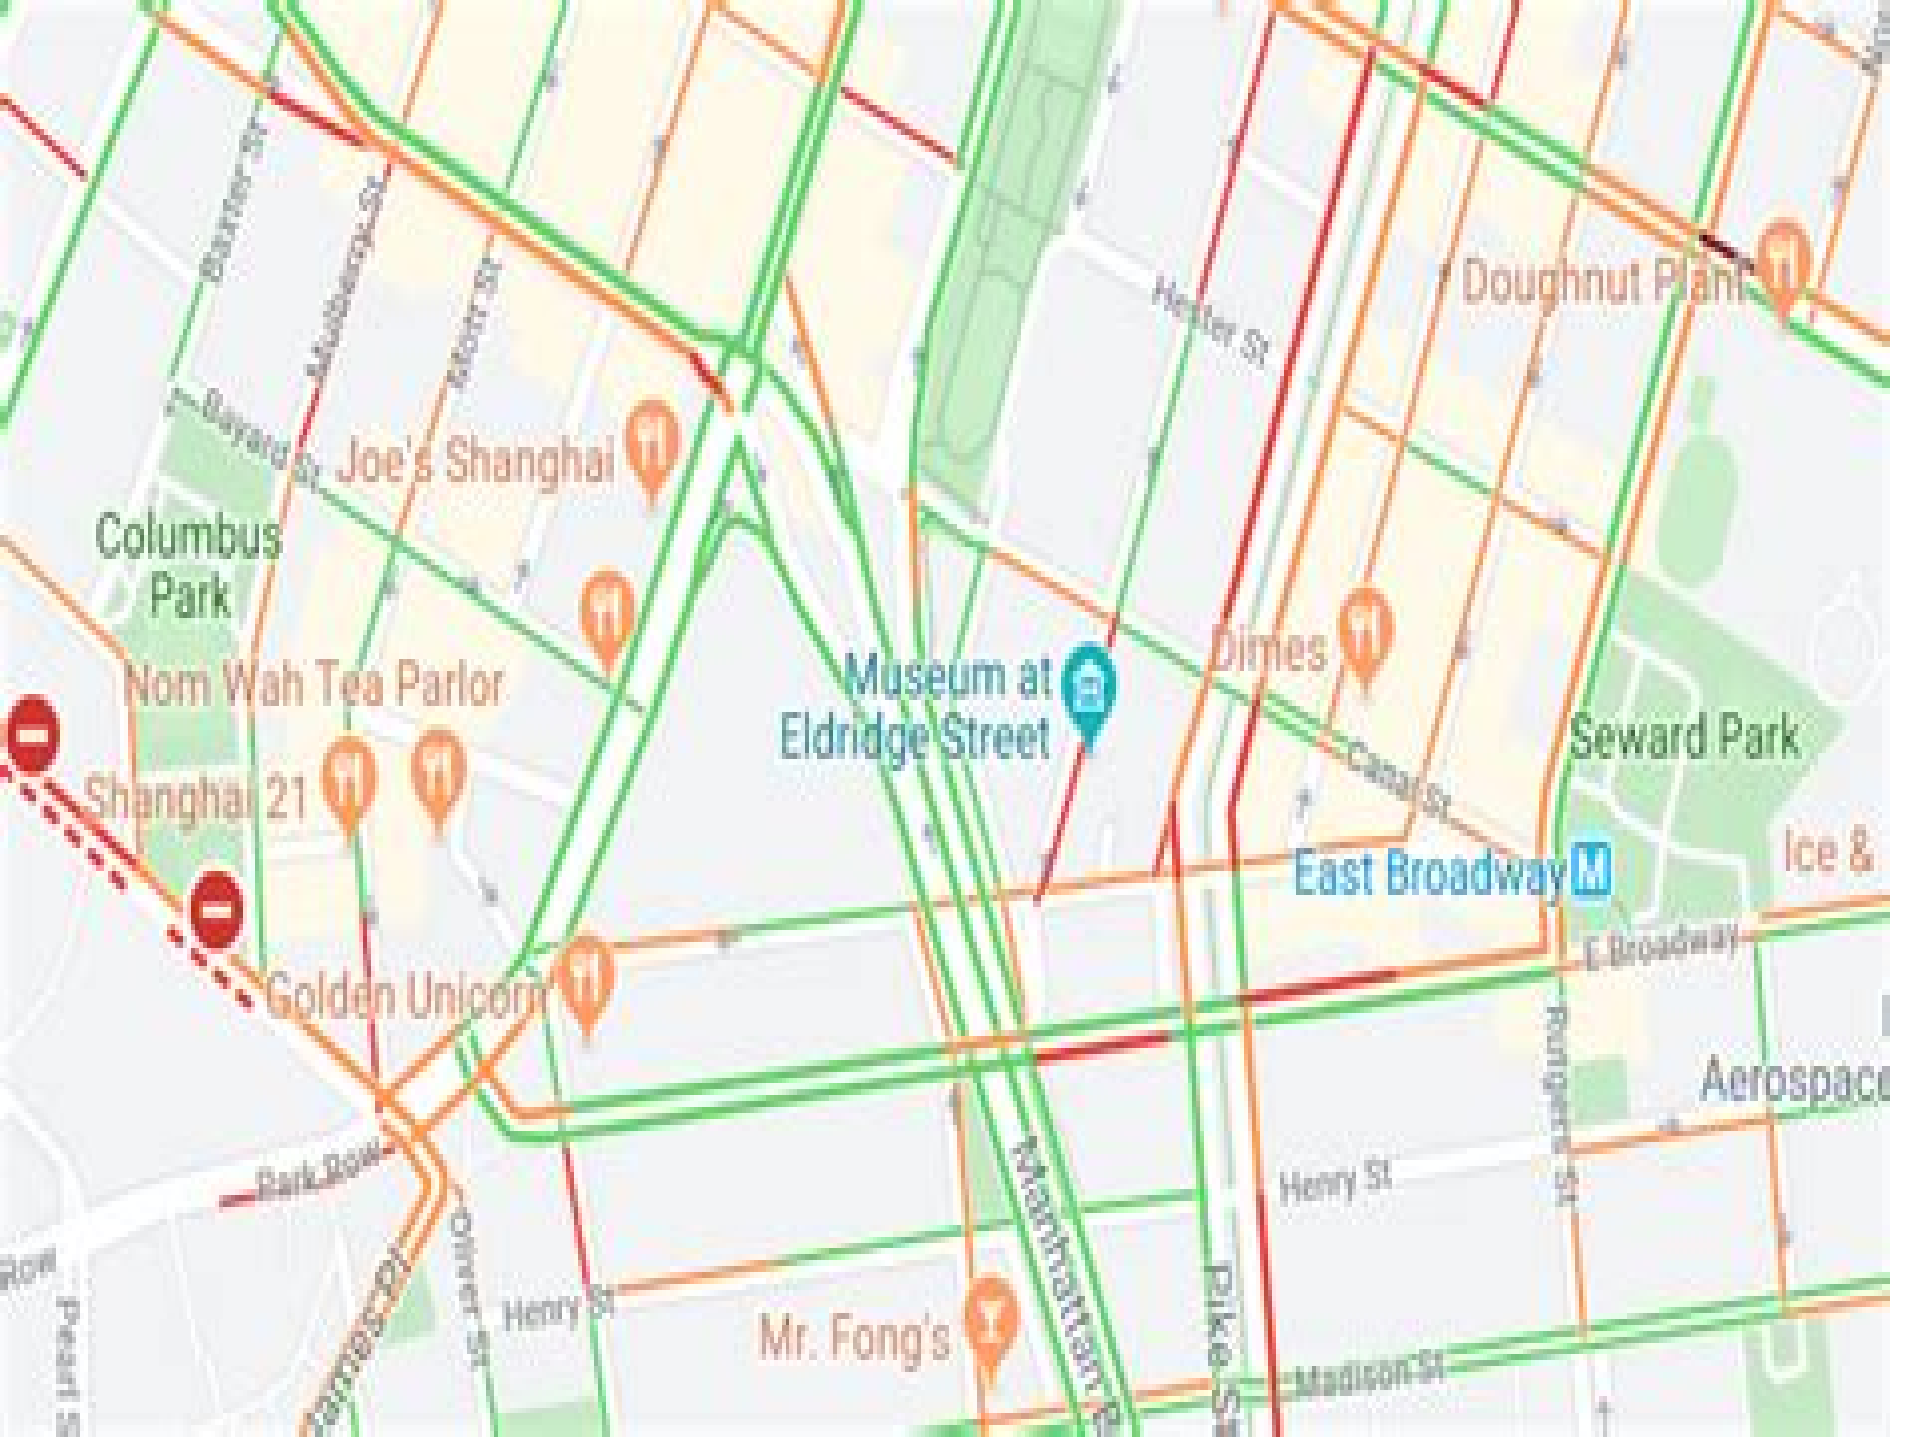 Baxter St
Mulberry St
Mott St
Hester St
Doughnut Plant
Bayard St
Joe's Shanghai
Columbus
Park
Nom Wah Tea Parlor
Museum at
Eldridge Street
Dimes
Seward Park
Shanghai 21
Canal St
East Broadway
M
Ice &
E Broadway
Golden Unicorn
Rutgers St
Aerospace
Park Row
Henry St
Row
Oliver St
Pearl S
Henry St
Manhattan B
Pike St
Mr. Fong's
Madison St